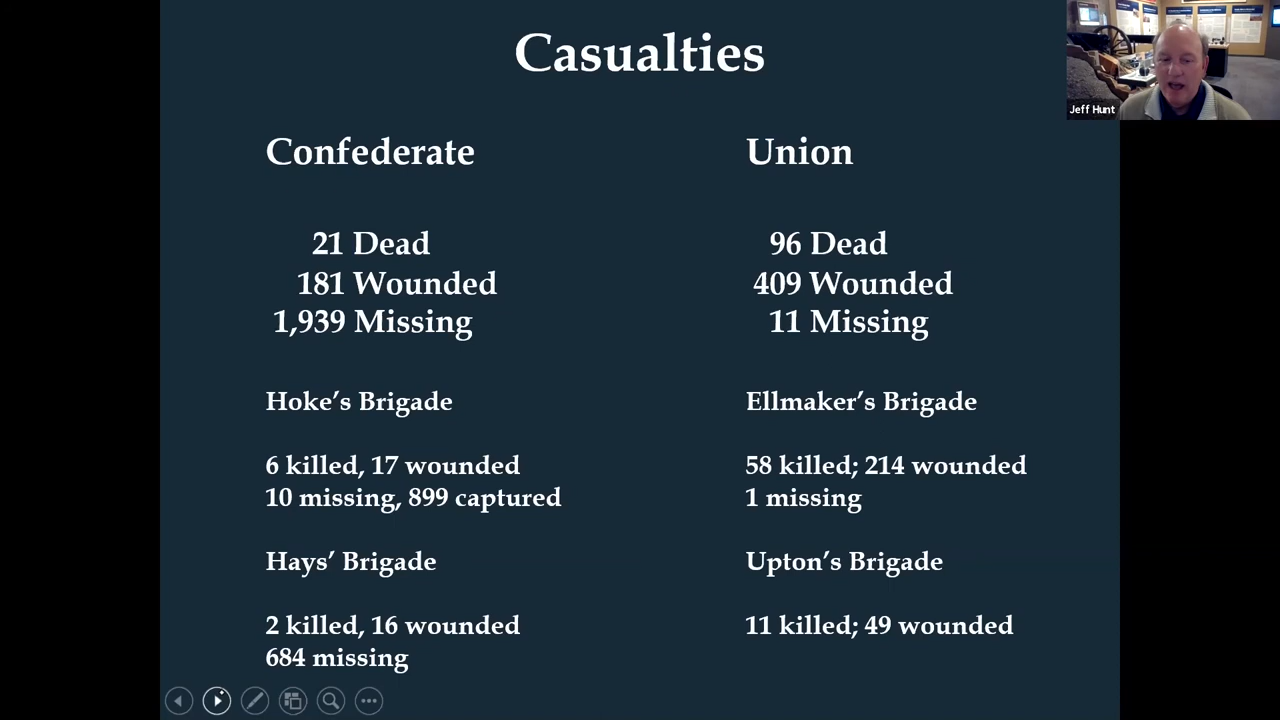 Casualties
Confederate
21 Dead
181 Wounded
1,939 Missing
Hoke’s Brigade
6 killed, 17 wounded
10 missing, 899 captured
Hays’ Brigade
2 killed, 16 wounded
684 missing
Union
96 Dead
409 Wounded
11 Missing
Ellmaker’s Brigade
58 killed; 214 wounded
1 missing
Upton’s Brigade
11 killed; 49 wounded
Jeff Hunt